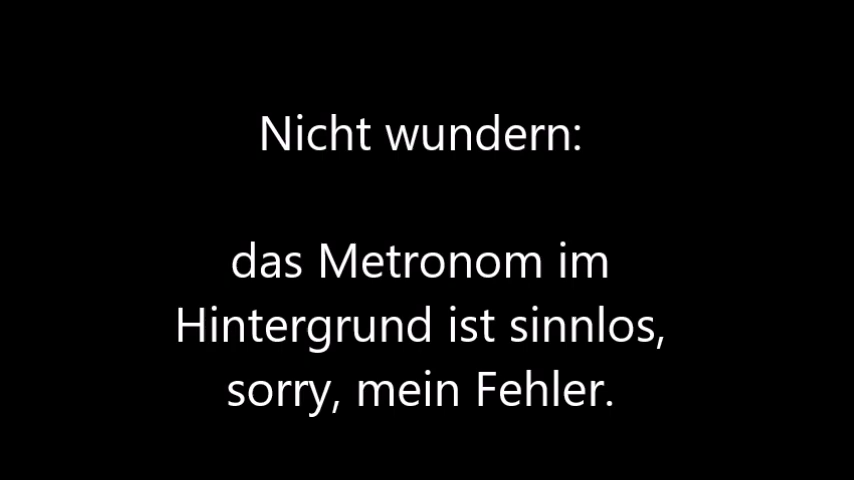 Nicht wundern:
das Metronom im
Hintergrund ist sinnlos,
sorry, mein Fehler.